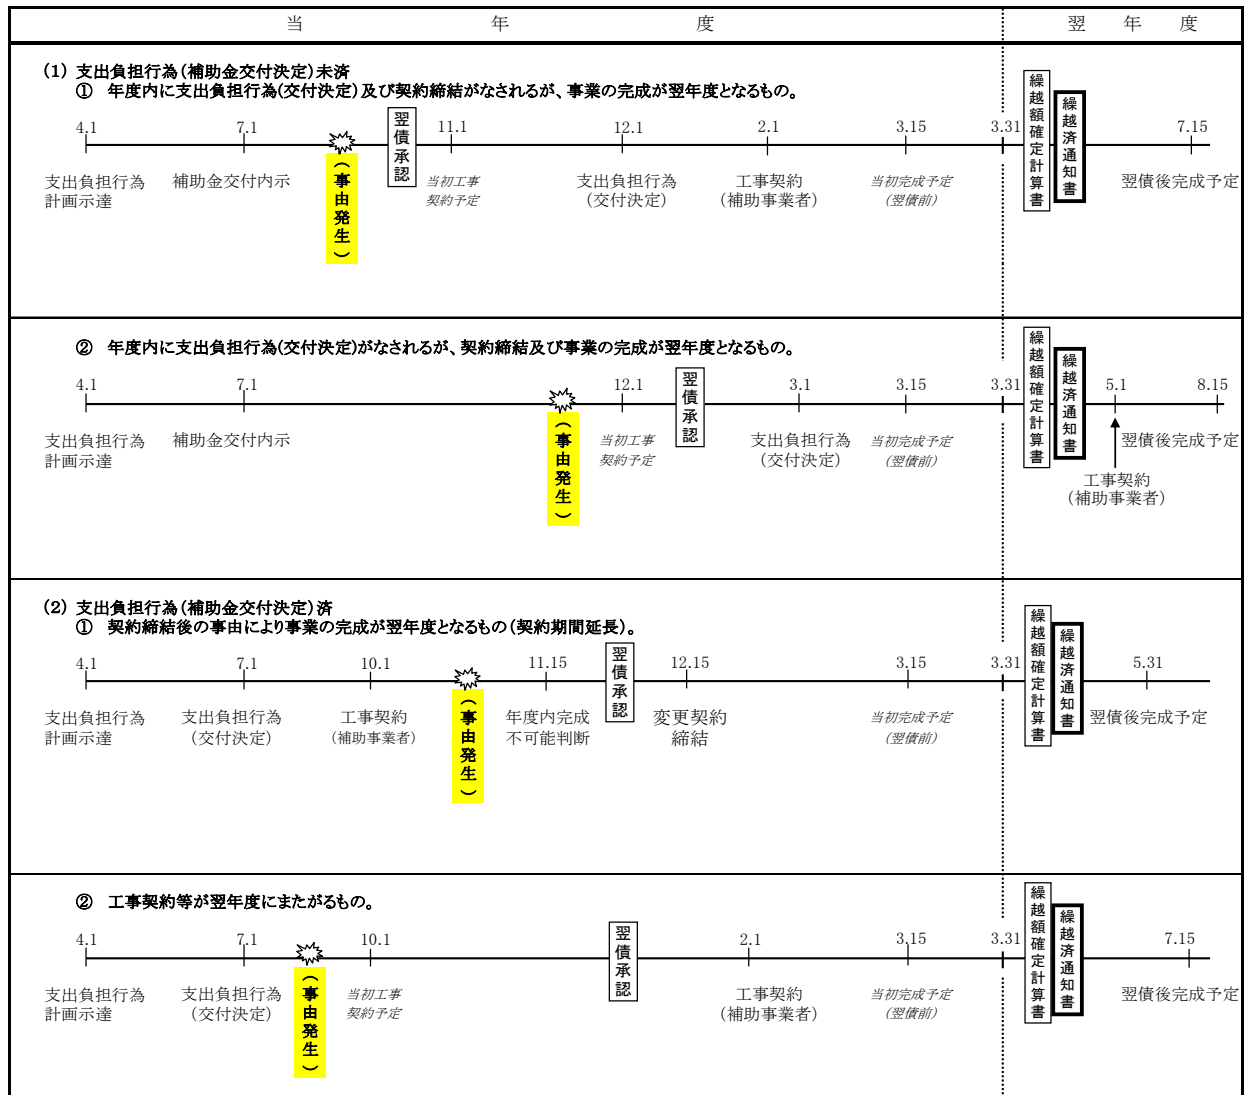 当 年 度 翌 年 度
(1) 支出負担行為(補助金交付決定)未済
① 年度内に支出負担行為(交付決定)及び契約締結がなされるが、事業の完成が翌年度となるもの。
4.1 7.1 11.1 12.1 2.1 3.15 3.31 7.15
翌債承認
繰越額確定計算書
繰越済通知書
支出負担行為
計画示達
補助金交付内示
(事由発生)
当初工事
契約予定
支出負担行為
(交付決定)
工事契約
(補助事業者)
当初完成予定
(翌債前)
翌債後完成予定
② 年度内に支出負担行為(交付決定)がなされるが、契約締結及び事業の完成が翌年度となるもの。
4.1 7.1 12.1 3.1 3.15 3.31 5.1 8.15
翌債承認
繰越額確定計算書
繰越済通知書
支出負担行為
計画示達
補助金交付内示
(事由発生)
当初工事
契約予定
支出負担行為
(交付決定)
当初完成予定
(翌債前)
翌債後完成予定
工事契約
(補助事業者)
(2) 支出負担行為(補助金交付決定)済
① 契約締結後の事由により事業の完成が翌年度となるもの(契約期間延長)。
4.1 7.1 10.1 11.15 12.15 3.15 3.31 5.31
翌債承認
繰越額確定計算書
繰越済通知書
支出負担行為
計画示達
支出負担行為
(交付決定)
工事契約
(補助事業者)
(事由発生)
年度内完成
不可能判断
変更契約
締結
当初完成予定
(翌債前)
翌債後完成予定
② 工事契約等が翌年度にまたがるもの。
4.1 7.1 10.1 2.1 3.15 3.31 7.15
翌債承認
繰越額確定計算書
繰越済通知書
支出負担行為
計画示達
支出負担行為
(交付決定)
(事由発生)
当初工事
契約予定
工事契約
(補助事業者)
当初完成予定
(翌債前)
翌債後完成予定